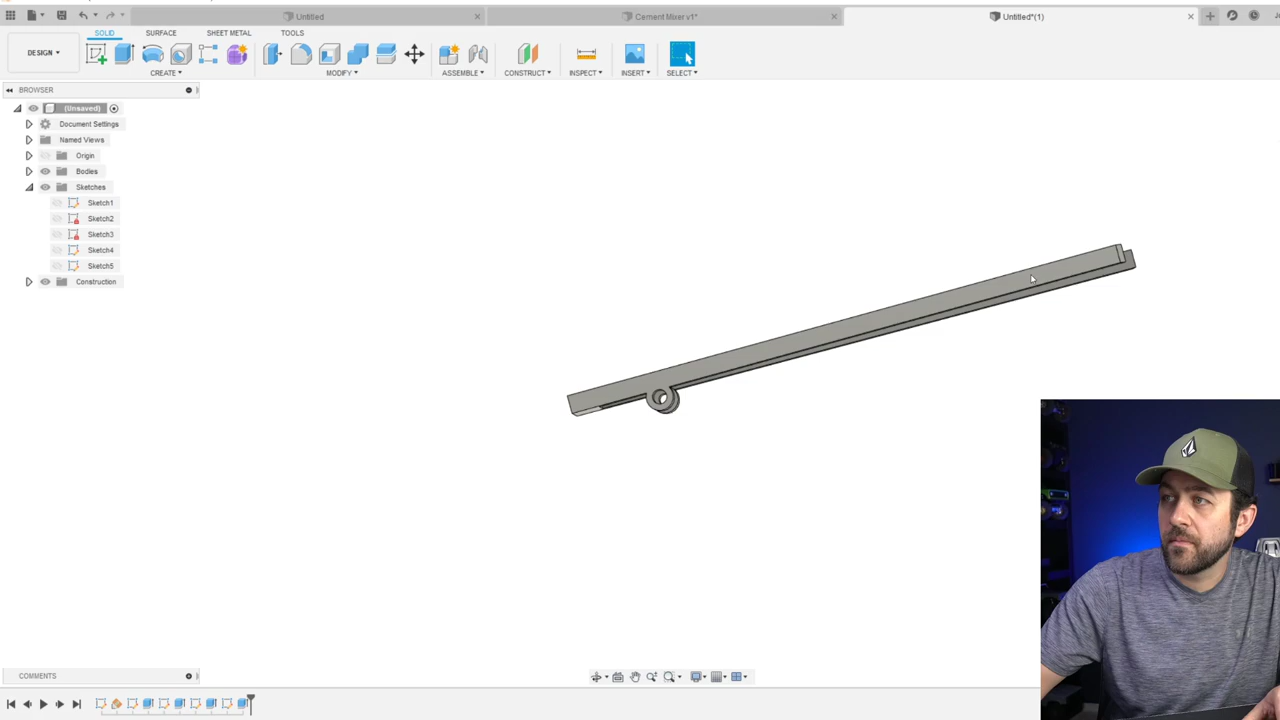 Untitled
Cement Mixer v1*
Untitled*(1)
SOLID
SURFACE
SHEET METAL
TOOLS
DESIGN
CREATE
MODIFY
ASSEMBLE
CONSTRUCT
INSPECT
INSERT
SELECT
BROWSER
(Unsaved)
Document Settings
Named Views
Origin
Bodies
Sketches
Sketch1
Sketch2
Sketch3
Sketch4
Sketch5
Construction
COMMENTS